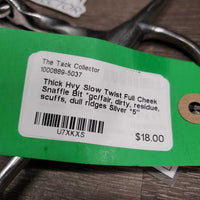 The Tack Collector
1000889-5037
Thick Hvy Slow Twist Full Cheek
Snaffle Bit *gc/fair, dirty, residue,
scuffs, dull ridges Silver *5"
U7XKXS
$18.00